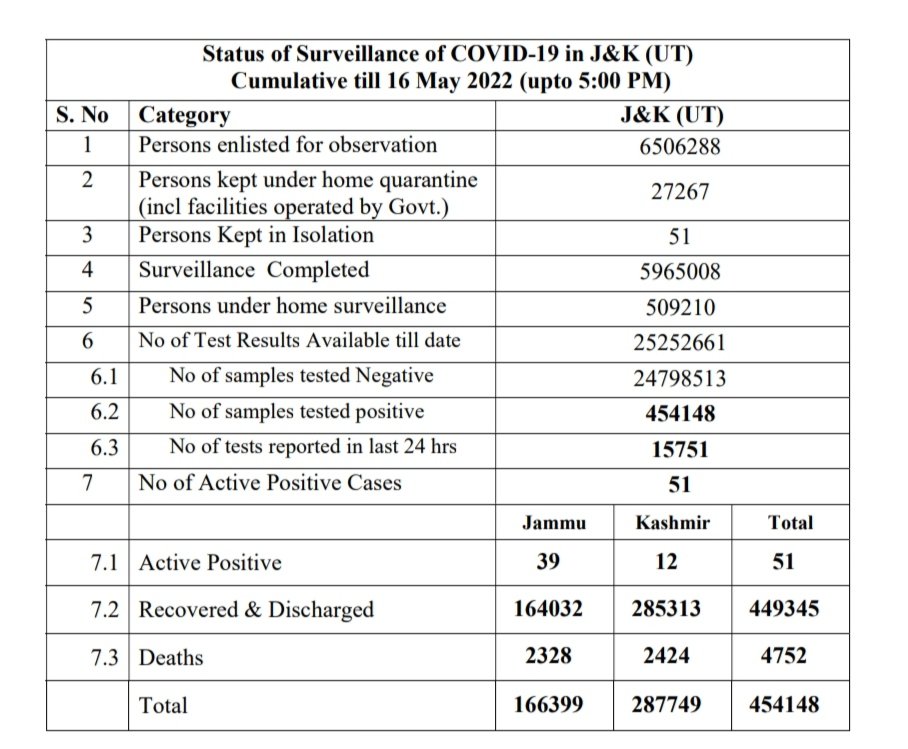 Status of Surveillance of COVID-19 in J&K (UT)
Cumulative till 16 May 2022 (upto 5:00 PM)
S. No Category J&K (UT)
1 Persons enlisted for observation 6506288
2 Persons kept under home quarantine
(incl facilities operated by Govt.) 27267
3 Persons Kept in Isolation 51
4 Surveillance Completed 5965008
5 Persons under home surveillance 509210
6 No of Test Results Available till date 25252661
6.1 No of samples tested Negative 24798513
6.2 No of samples tested positive 454148
6.3 No of tests reported in last 24 hrs 15751
7 No of Active Positive Cases 51
Jammu Kashmir Total
7.1 Active Positive 39 12 51
7.2 Recovered & Discharged 164032 285313 449345
7.3 Deaths 2328 2424 4752
Total 166399 287749 454148